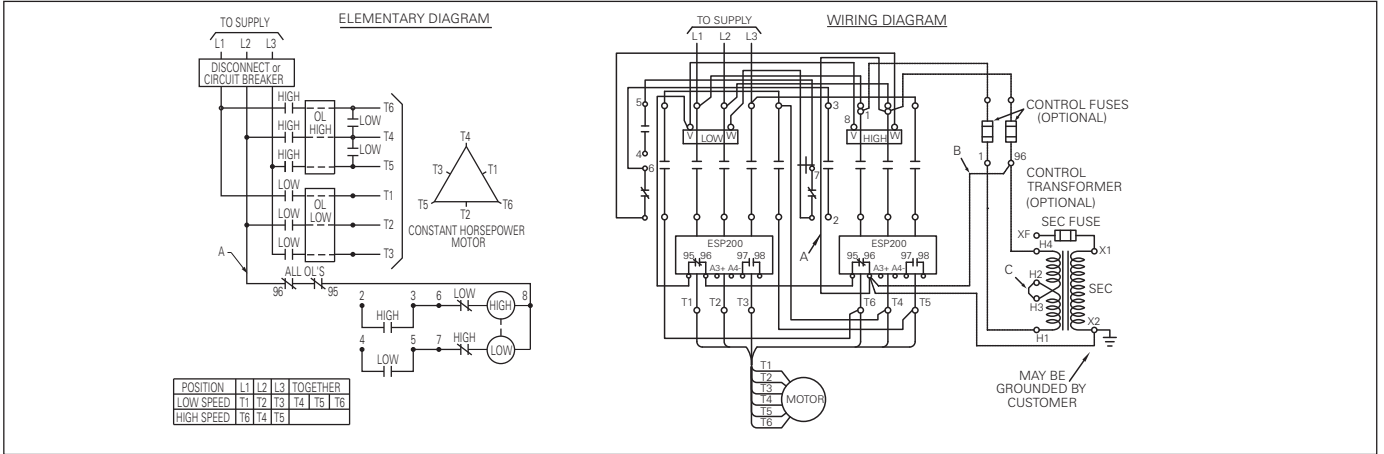 ELEMENTARY DIAGRAM
TO SUPPLY
L1 L2 L3
DISCONNECT or
CIRCUIT BREAKER
HIGH
OL
HIGH
T6
LOW
HIGH
T4
LOW
HIGH
T5
LOW
OL
LOW
T1
LOW
T2
LOW
T3
A
ALL OL'S
96 95
2 3 6 LOW HIGH 8
HIGH
4 5 7 HIGH LOW
LOW
T4
T3 T1
T5 T2 T6
CONSTANT HORSEPOWER
MOTOR
POSITION L1 L2 L3 TOGETHER
LOW SPEED T1 T2 T3 T4 T5 T6
HIGH SPEED T6 T4 T5
WIRING DIAGRAM
TO SUPPLY
L1 L2 L3
5 3 1
V LOW W
8 V HIGH W
4
6 7
2
A
B
ESP200
95 96 97 98
A3+ A4-
ESP200
95 96 97 98
A3+ A4-
T1 T2 T3 T6 T4 T5
T1
T2
T3
T4
T5
T6
MOTOR
CONTROL FUSES
(OPTIONAL)
1 96
CONTROL
TRANSFORMER
(OPTIONAL)
SEC FUSE
XF
H4 X1
C H2
H3
SEC
H1 X2
MAY BE
GROUNDED BY
CUSTOMER